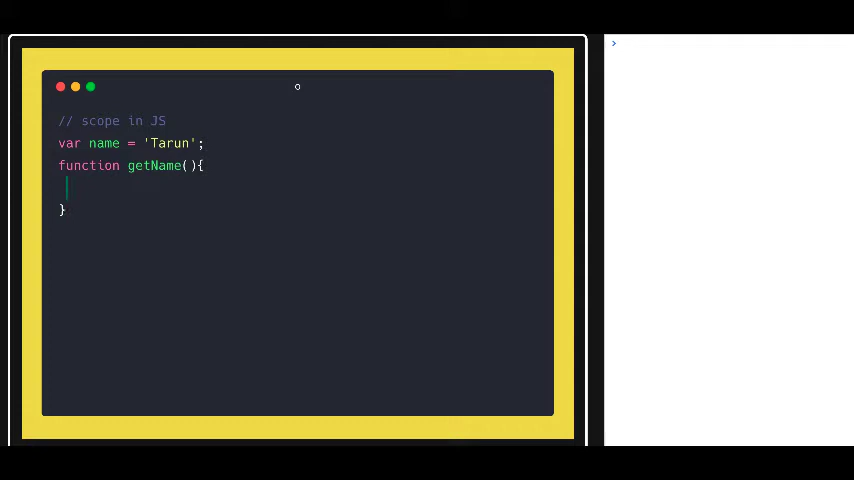 // scope in JS
var name = 'Tarun';
function getName(){
}